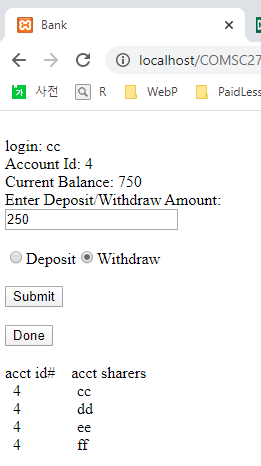 Bank
localhost/COMSC27
사전
R
WebP
PaidLess
login: cc
Account Id: 4
Current Balance: 750
Enter Deposit/Withdraw Amount:
250
Deposit Withdraw
Submit
Done
acct id# acct sharers
4 cc
4 dd
4 ee
4 ff